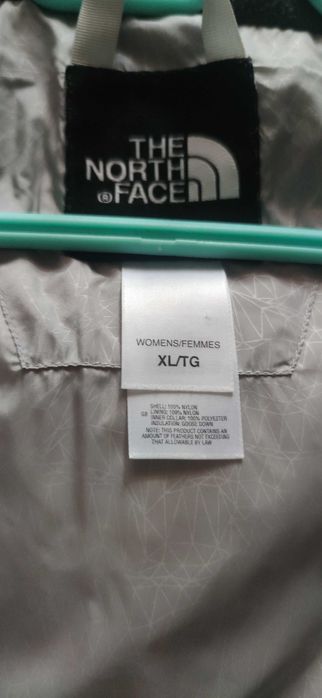 THE
NORTH
FACE
®
WOMENS/FEMMES
XL/TG
SHELL: 100% NYLON
GB LINING: 100% NYLON
INNER COLLAR: 100% POLYESTER
INSULATION: GOOSE DOWN
NOTE: THIS PRODUCT CONTAINS AN
AMOUNT OF FEATHERS NOT EXCEEDING
THAT ALLOWABLE BY LAW